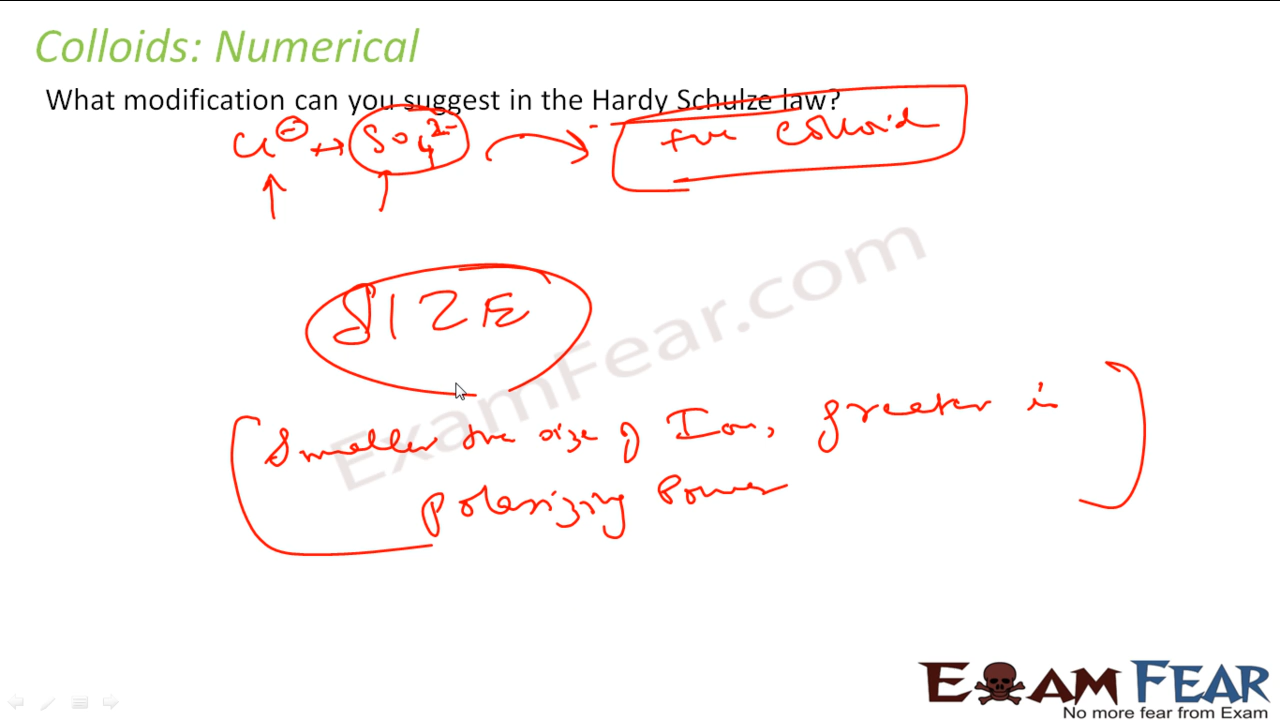 Colloids: Numerical
What modification can you suggest in the Hardy Schulze law?
Cl⊖ ↔ SO₄²⁻ → +ve Colloid
SIZE
Smaller the size of Ion, greater is
polarizing Power
ExamFear.com
EXAM FEAR
No more fear from Exam